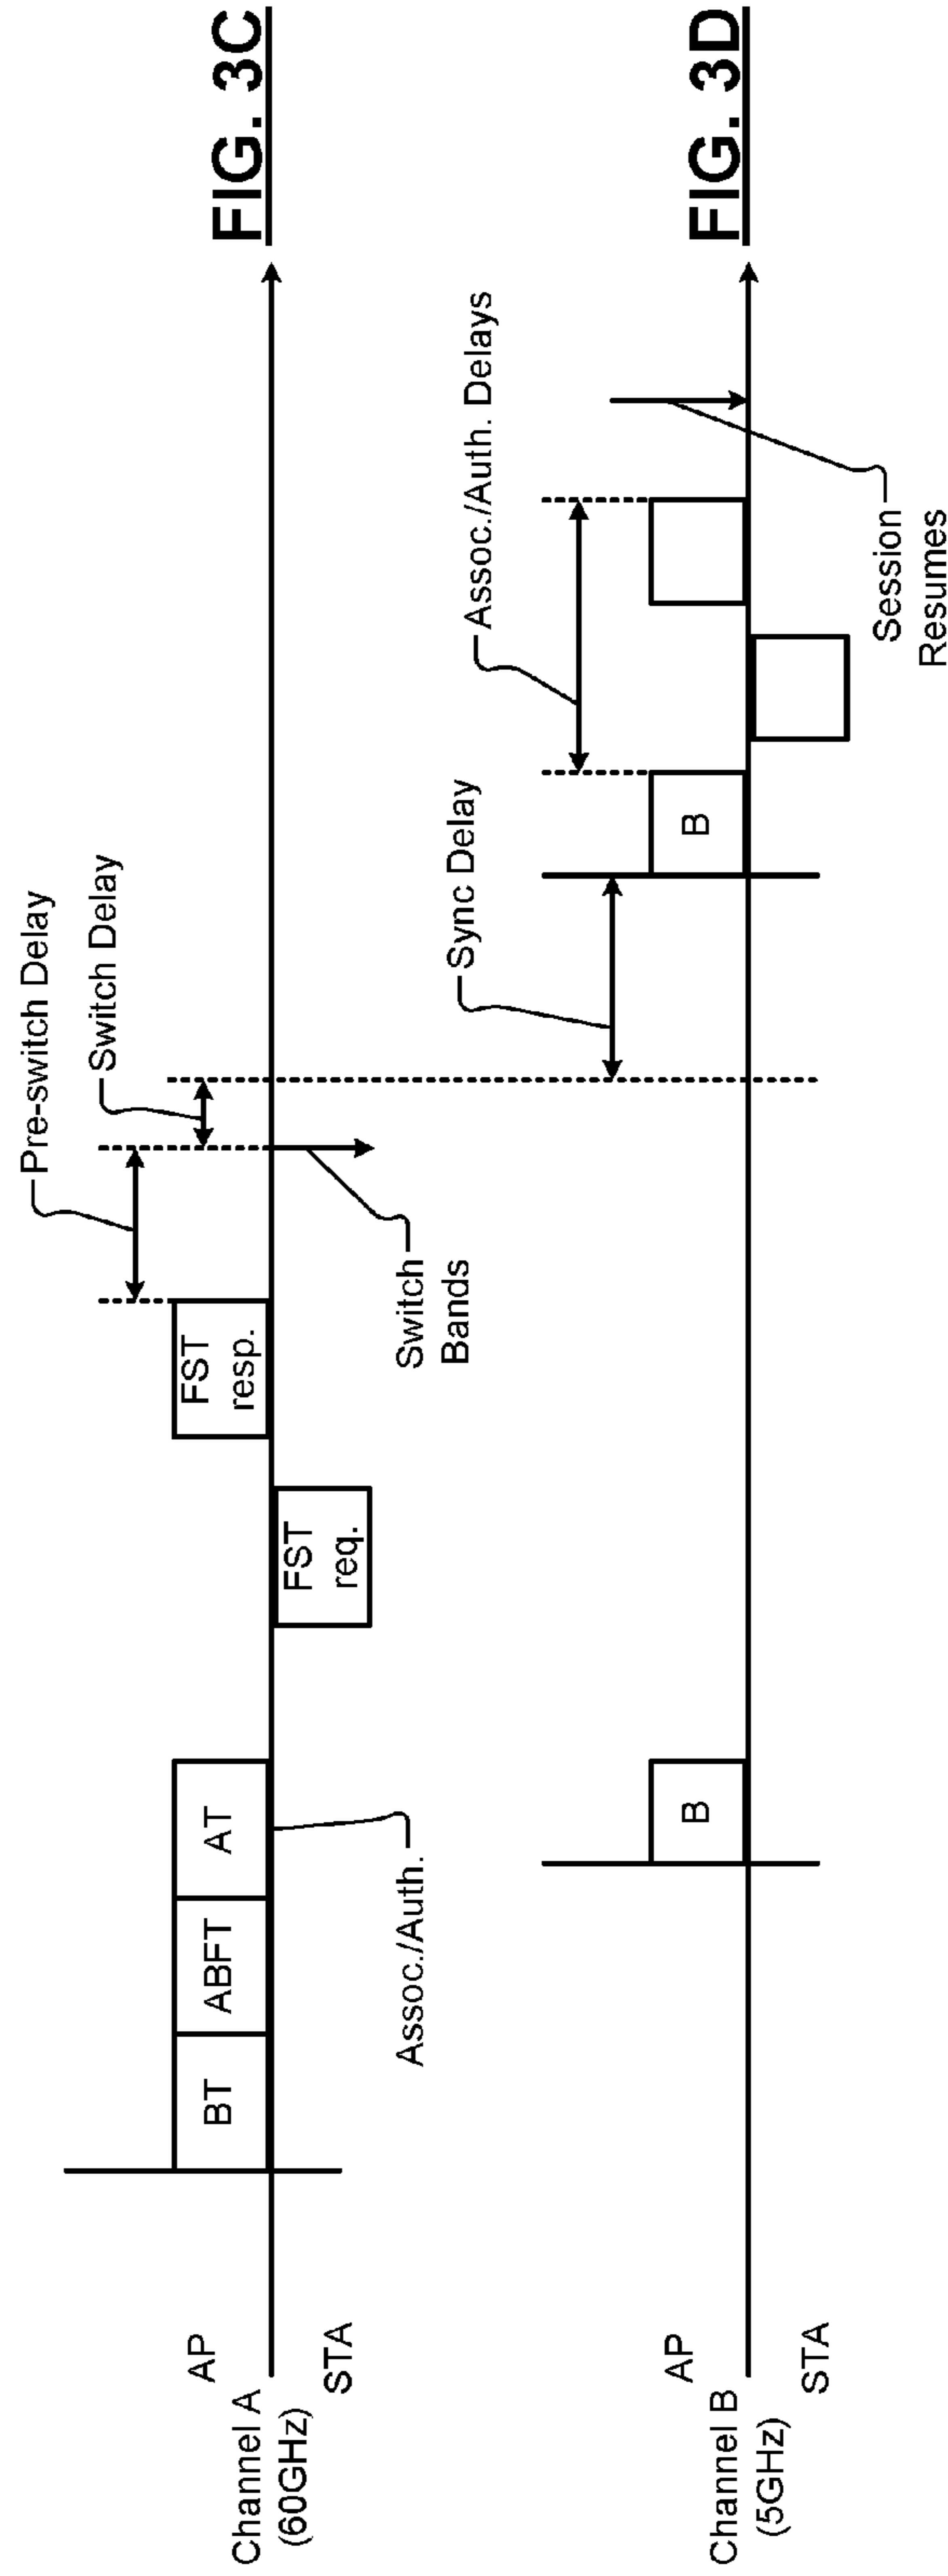 Pre-switch Delay
Switch Delay
AP
Channel A
(60GHz)
STA
BT
ABFT
AT
Assoc./Auth.
FST
req.
FST
resp.
Switch
Bands
FIG. 3C
Assoc./Auth. Delays
Sync Delay
AP
Channel B
(5GHz)
STA
B
B
Session
Resumes
FIG. 3D